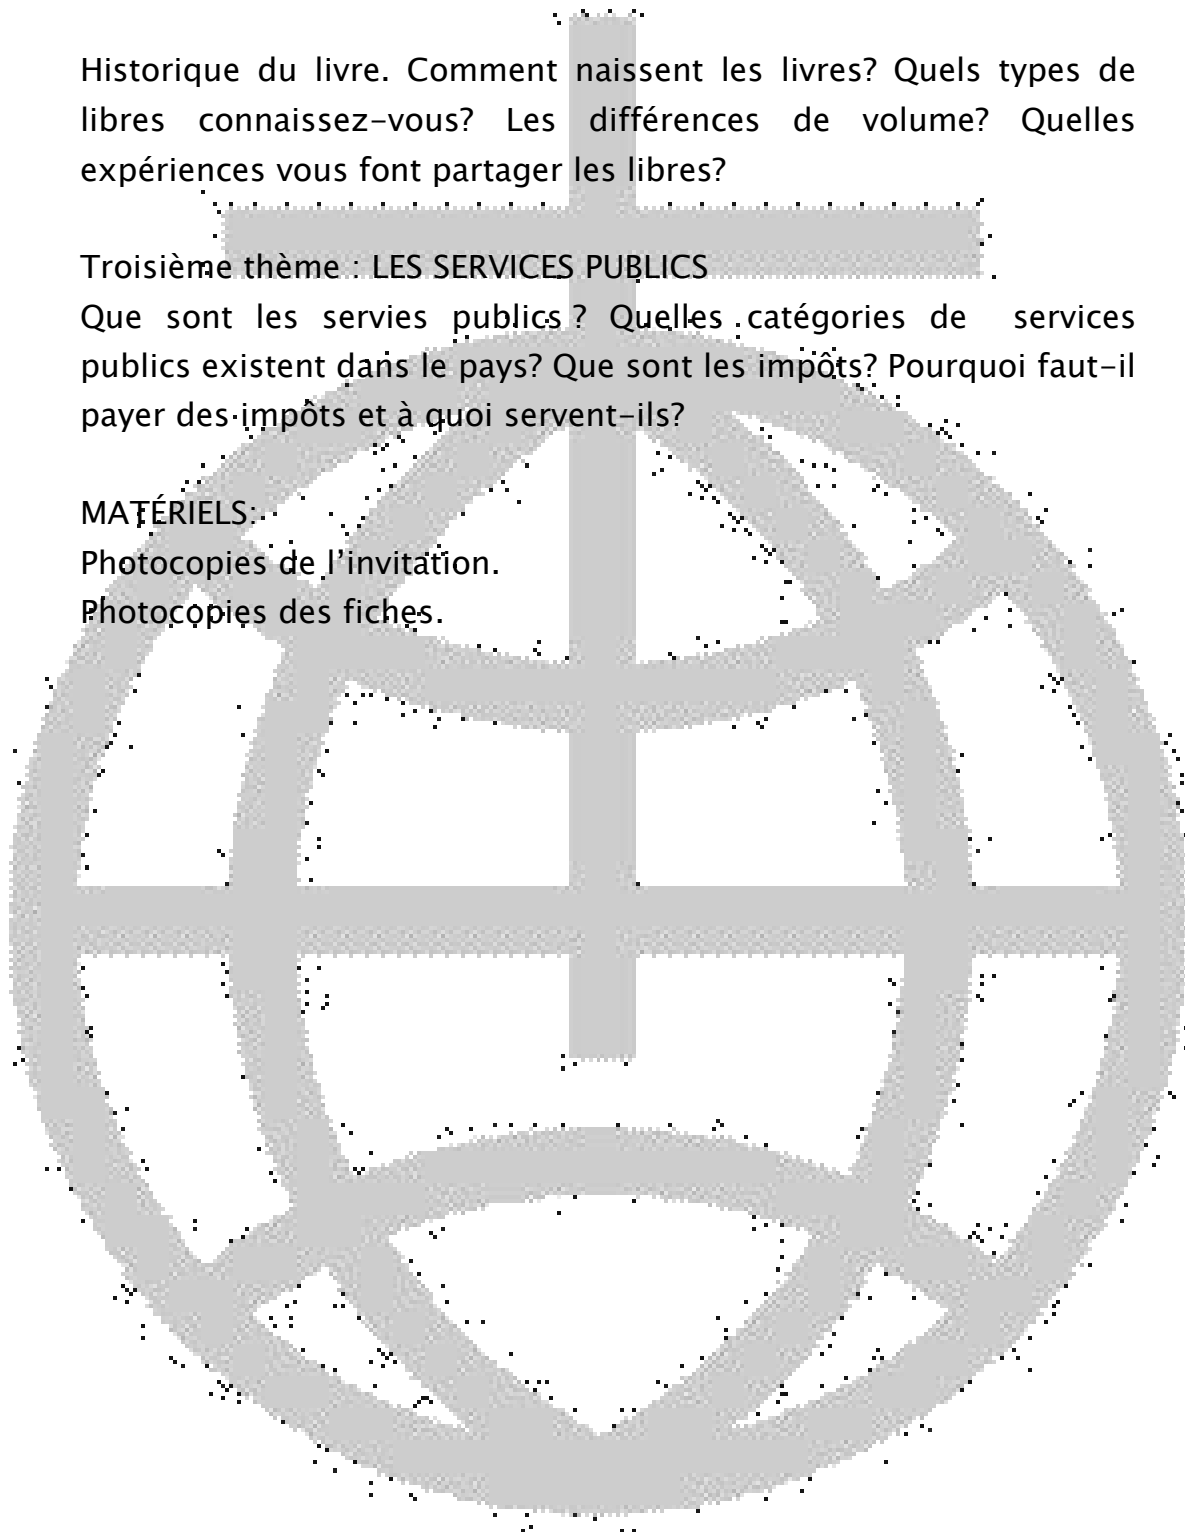 Historique du livre. Comment naissent les livres? Quels types de
libres connaissez-vous? Les différences de volume? Quelles
expériences vous font partager les libres?
Troisième thème : LES SERVICES PUBLICS
Que sont les servies publics ? Quelles catégories de services
publics existent dans le pays? Que sont les impôts? Pourquoi faut-il
payer des impôts et à quoi servent-ils?
MATÉRIELS:
Photocopies de l'invitation.
Photocopies des fiches.